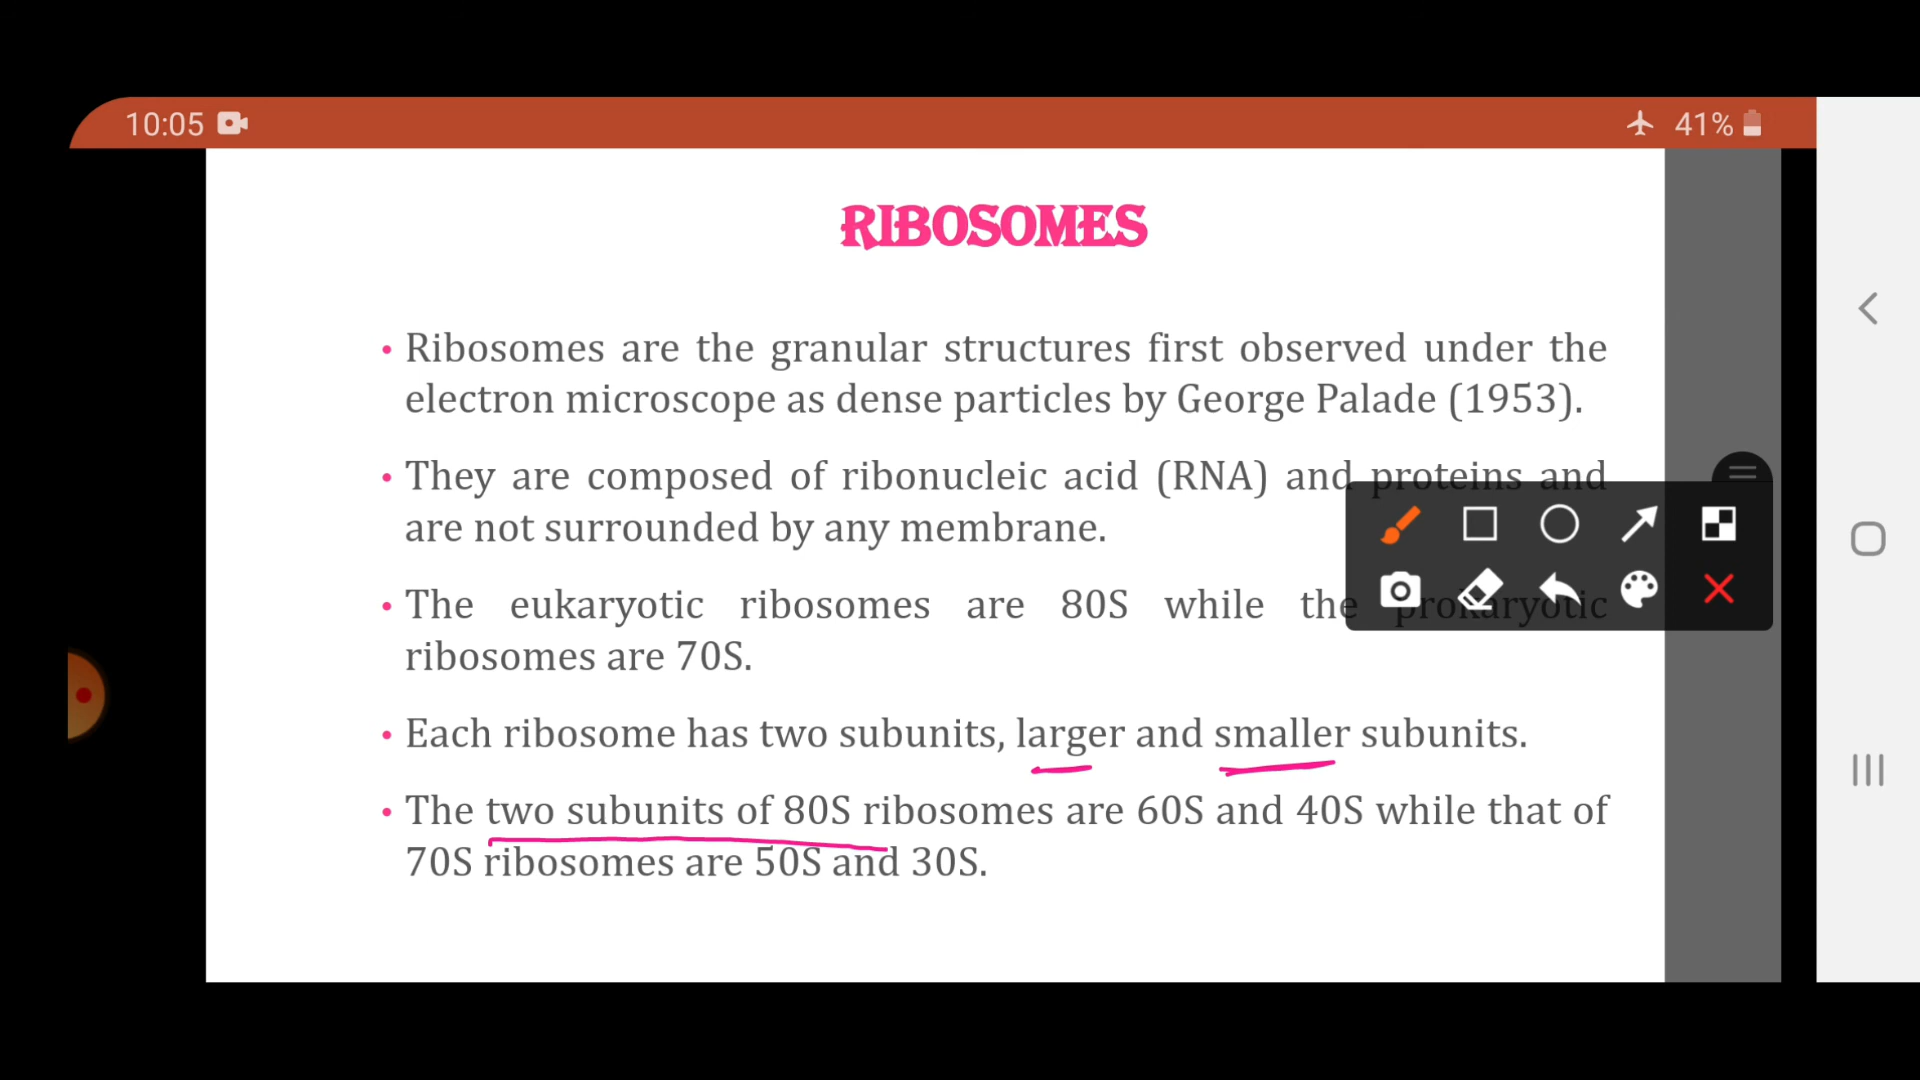 10:05
41%
RIBOSOMES
• Ribosomes are the granular structures first observed under the
electron microscope as dense particles by George Palade (1953).
• They are composed of ribonucleic acid (RNA) and proteins and
are not surrounded by any membrane.
• The eukaryotic ribosomes are 80S while the prokaryotic
ribosomes are 70S.
• Each ribosome has two subunits, larger and smaller subunits.
• The two subunits of 80S ribosomes are 60S and 40S while that of
70S ribosomes are 50S and 30S.